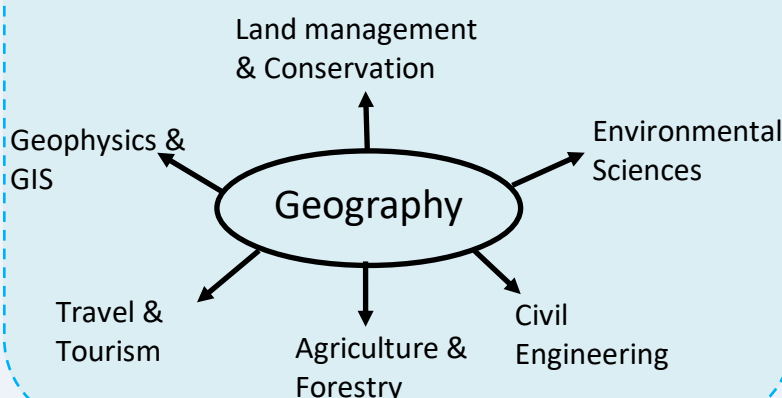 Land management
& Conservation
Geophysics &
GIS
Environmental
Sciences
Geography
Travel &
Tourism
Agriculture &
Forestry
Civil
Engineering